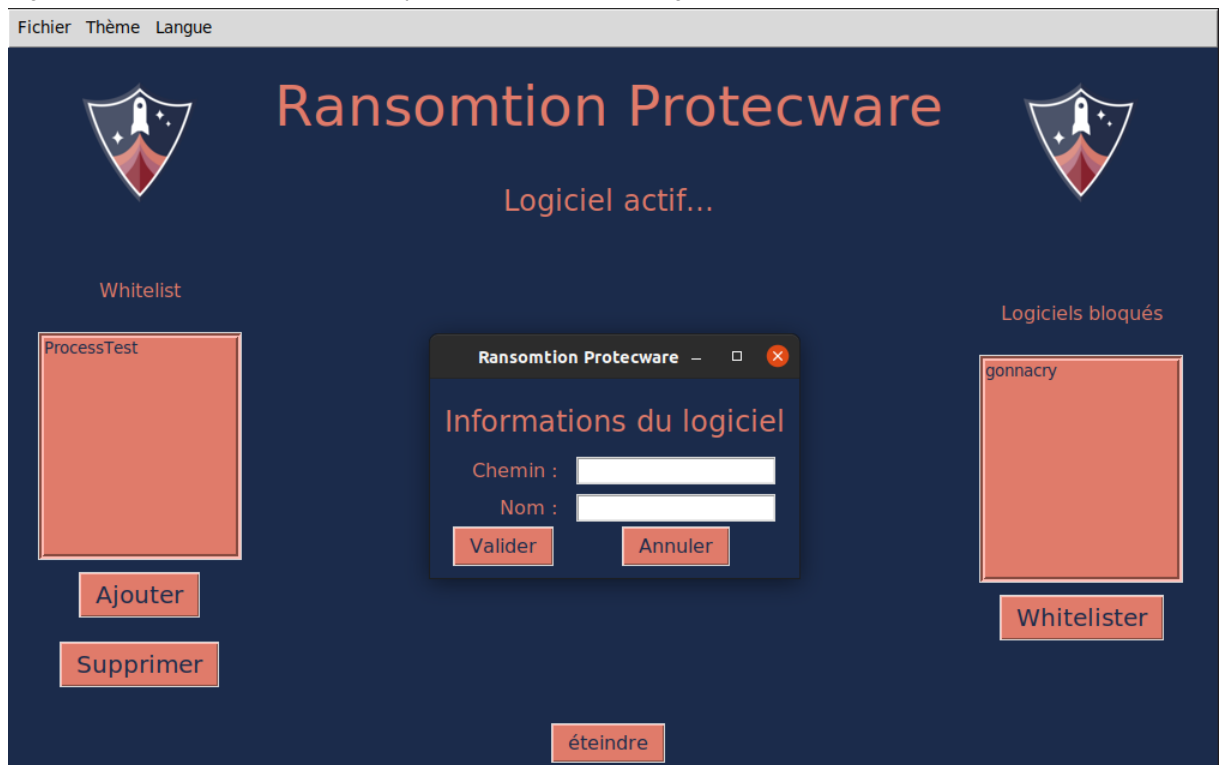 Fichier Thème Langue
Ransomtion Protecware
Logiciel actif...
Whitelist
ProcessTest
Ajouter
Supprimer
Ransomtion Protecware
Informations du logiciel
Chemin :
Nom :
Valider Annuler
Logiciels bloqués
gonnacry
Whitelister
éteindre